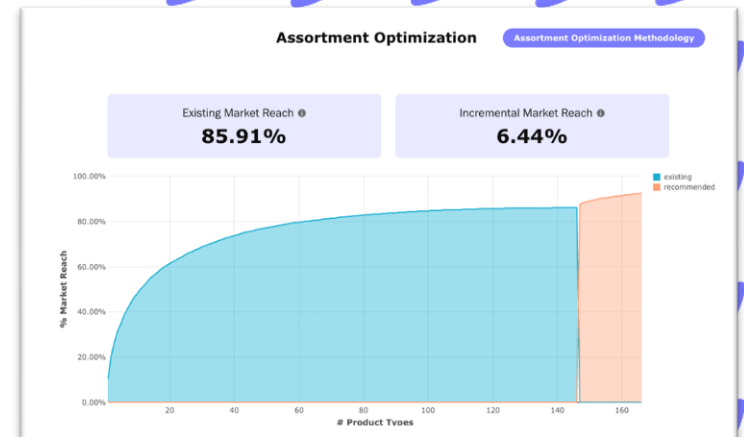 Assortment Optimization
Assortment Optimization Methodology
Existing Market Reach
85.91%
Incremental Market Reach
6.44%
100.00%
80.00%
60.00%
40.00%
20.00%
0.00%
% Market Reach
20 40 60 80 100 120 140 160
# Product Types
existing
recommended